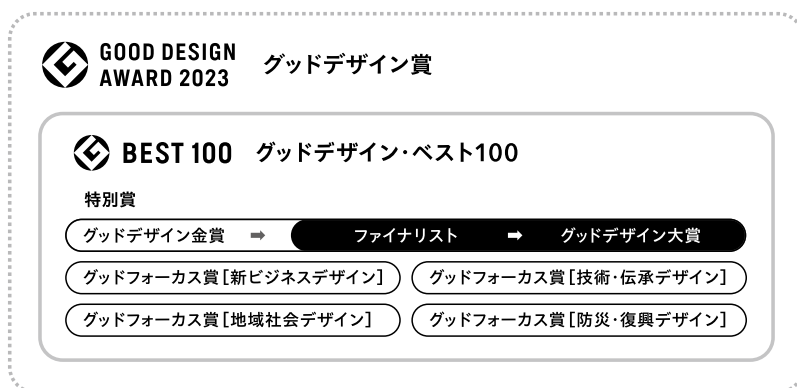 GOOD DESIGN
AWARD 2023
グッドデザイン賞
BEST 100
グッドデザイン・ベスト100
特別賞
グッドデザイン金賞 ➡ ファイナリスト ➡ グッドデザイン大賞
グッドフォーカス賞[新ビジネスデザイン]
グッドフォーカス賞[技術・伝承デザイン]
グッドフォーカス賞[地域社会デザイン]
グッドフォーカス賞[防災・復興デザイン]